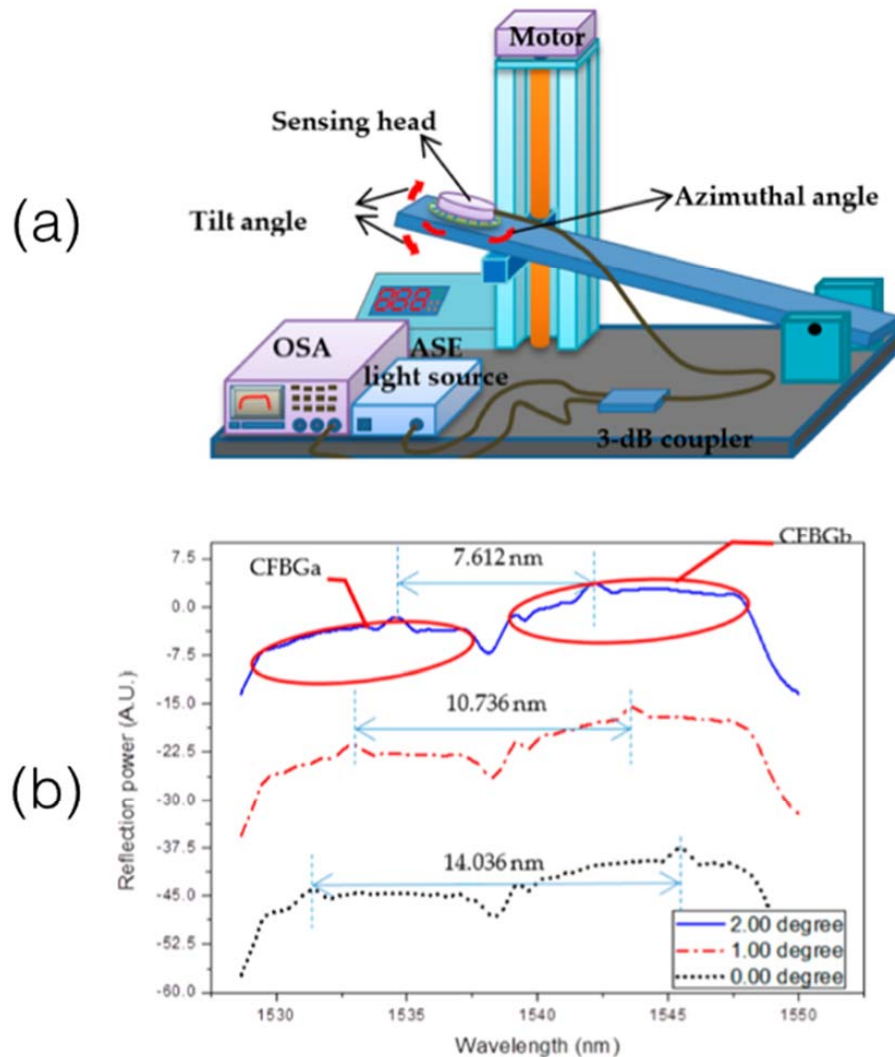 (a)
Motor
Sensing head
Tilt angle
Azimuthal angle
OSA
ASE
light source
3-dB coupler
(b)
CFBGa
7.612 nm
CFBGb
10.736 nm
14.036 nm
7.5
0.0
-7.5
-15.0
-22.5
-30.0
-37.5
-45.0
-52.5
-60.0
Reflection power (A.U.)
2.00 degree
1.00 degree
0.00 degree
1530 1535 1540 1545 1550
Wavelength (nm)